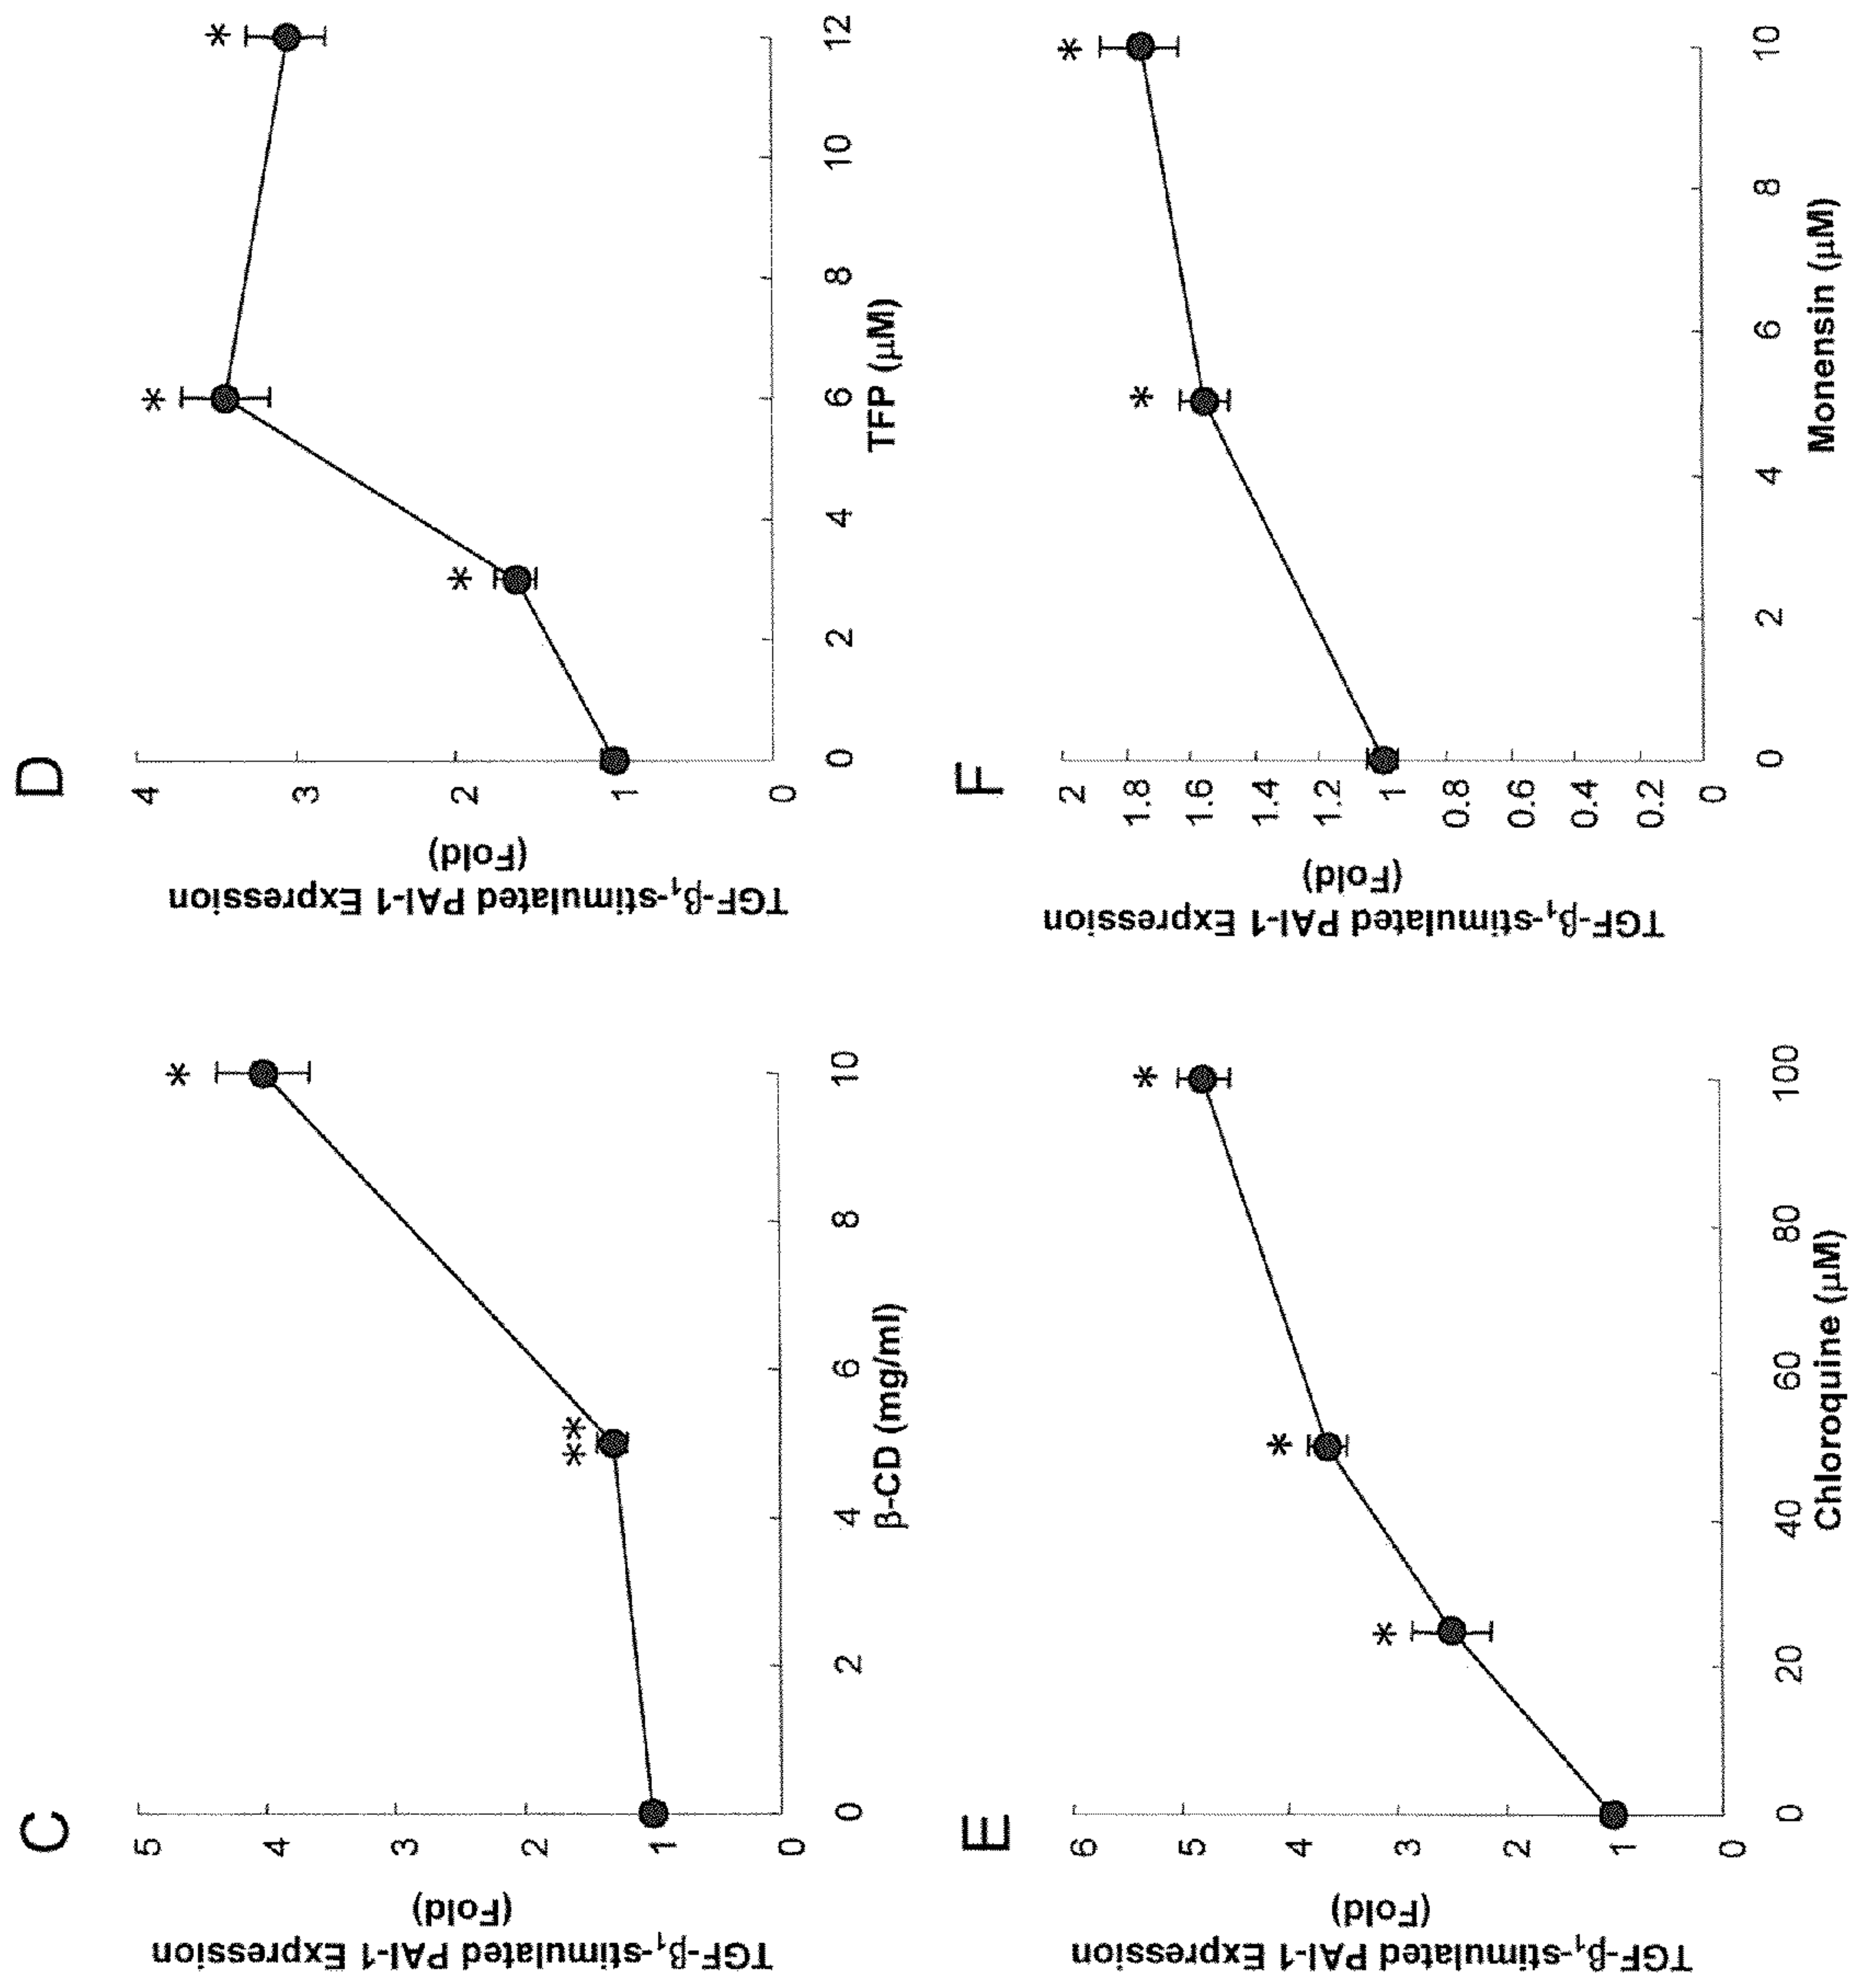 C
TGF-β₁-stimulated PAI-1 Expression
(Fold)
5
4
3
2
1
0
**
*
0 2 4 6 8 10
β-CD (mg/ml)
D
TGF-β₁-stimulated PAI-1 Expression
(Fold)
4
3
2
1
0
*
*
*
0 2 4 6 8 10 12
TFP (μM)
E
TGF-β₁-stimulated PAI-1 Expression
(Fold)
6
5
4
3
2
1
0
*
*
*
0 20 40 60 80 100
Chloroquine (μM)
F
TGF-β₁-stimulated PAI-1 Expression
(Fold)
2
1.8
1.6
1.4
1.2
1
0.8
0.6
0.4
0.2
0
*
*
0 2 4 6 8 10
Monensin (μM)